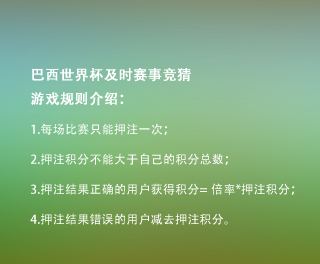 巴西世界杯及时赛事竞猜
游戏规则介绍：
1.每场比赛只能押注一次；
2.押注积分不能大于自己的积分总数；
3.押注结果正确的用户获得积分= 倍率*押注积分；
4.押注结果错误的用户减去押注积分。